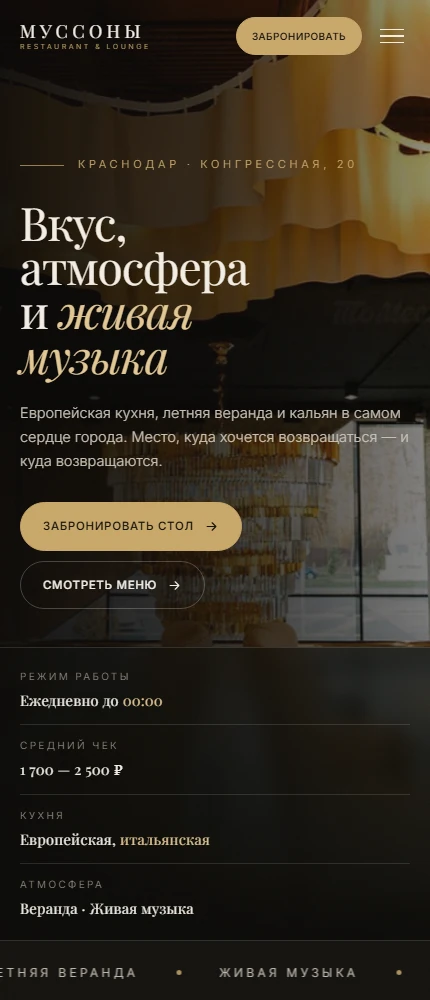 МУССОНЫ
RESTAURANT & LOUNGE
ЗАБРОНИРОВАТЬ
КРАСНОДАР · КОНГРЕССНАЯ, 20
Вкус,
атмосфера
и живая
музыка
Европейская кухня, летняя веранда и кальян в самом
сердце города. Место, куда хочется возвращаться — и
куда возвращаются.
ЗАБРОНИРОВАТЬ СТОЛ →
СМОТРЕТЬ МЕНЮ →
РЕЖИМ РАБОТЫ
Ежедневно до 00:00
СРЕДНИЙ ЧЕК
1 700 — 2 500 ₽
КУХНЯ
Европейская, итальянская
АТМОСФЕРА
Веранда · Живая музыка
ЕТНЯЯ ВЕРАНДА • ЖИВАЯ МУЗЫКА •